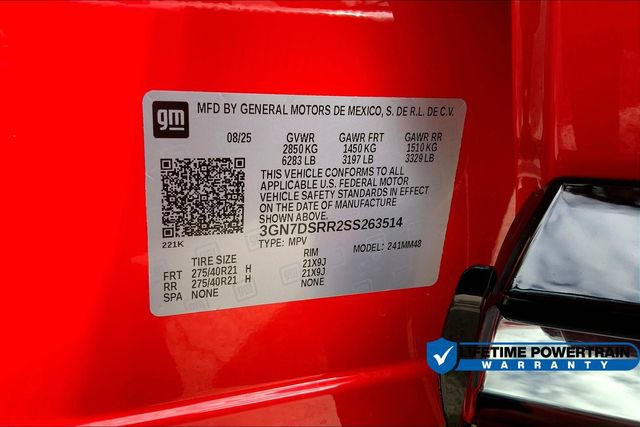 gm
MFD BY GENERAL MOTORS DE MEXICO, S. DE R.L. DE C.V.
08/25 GVWR GAWR FRT GAWR RR
2850 KG 1450 KG 1510 KG
6283 LB 3197 LB 3329 LB
THIS VEHICLE CONFORMS TO ALL
APPLICABLE U.S. FEDERAL MOTOR
VEHICLE SAFETY STANDARDS IN EFFECT
ON THE DATE OF MANUFACTURE
SHOWN ABOVE.
3GN7DSRR2SS263514
TYPE: MPV MODEL: 241MM48
221K
TIRE SIZE RIM
FRT 275/40R21 H 21X9J
RR 275/40R21 H 21X9J
SPA NONE NONE
LIFETIME POWERTRAIN
WARRANTY